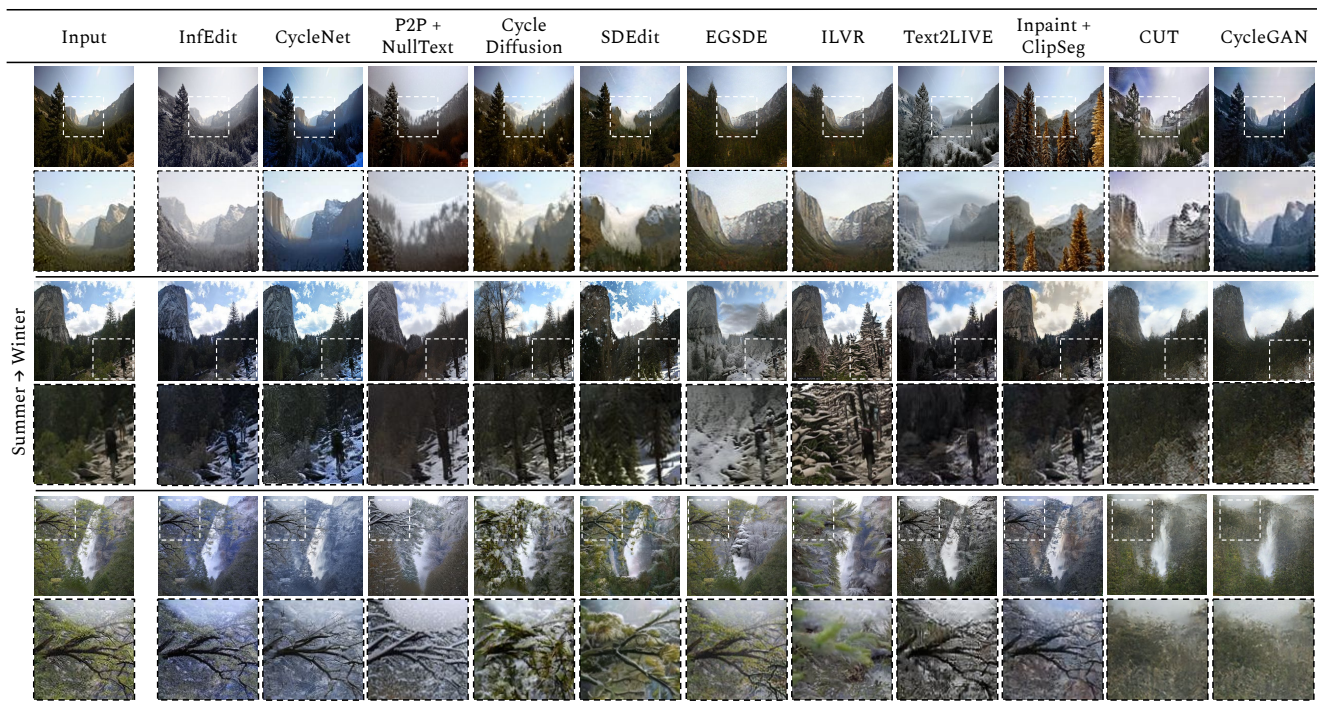 Input
InfEdit
CycleNet
P2P +
NullText
Cycle
Diffusion
SDEdit
EGSDE
ILVR
Text2LIVE
Inpaint +
ClipSeg
CUT
CycleGAN
Summer → Winter